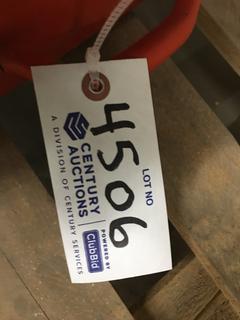 LOT NO
4506
CENTURY
AUCTIONS
POWERED BY ClubBid
A DIVISION OF CENTURY SERVICES